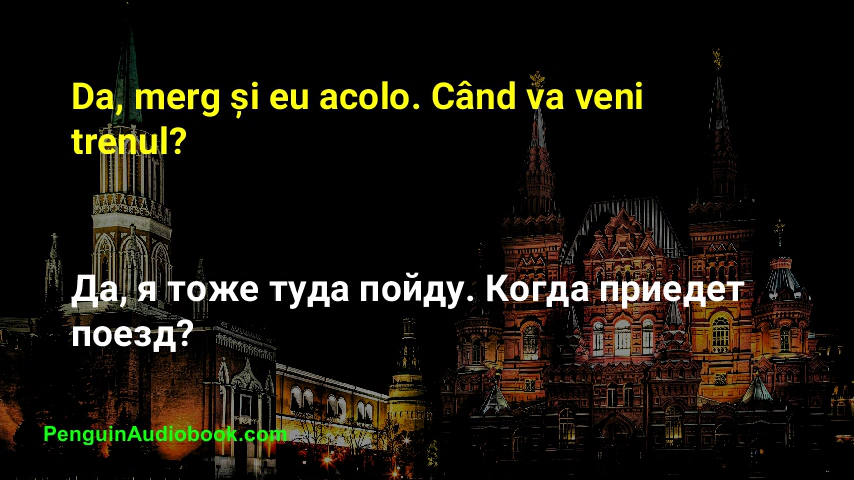 Da, merg și eu acolo. Când va veni
trenul?
Да, я тоже туда пойду. Когда приедет
поезд?
PenguinAudiobook.com